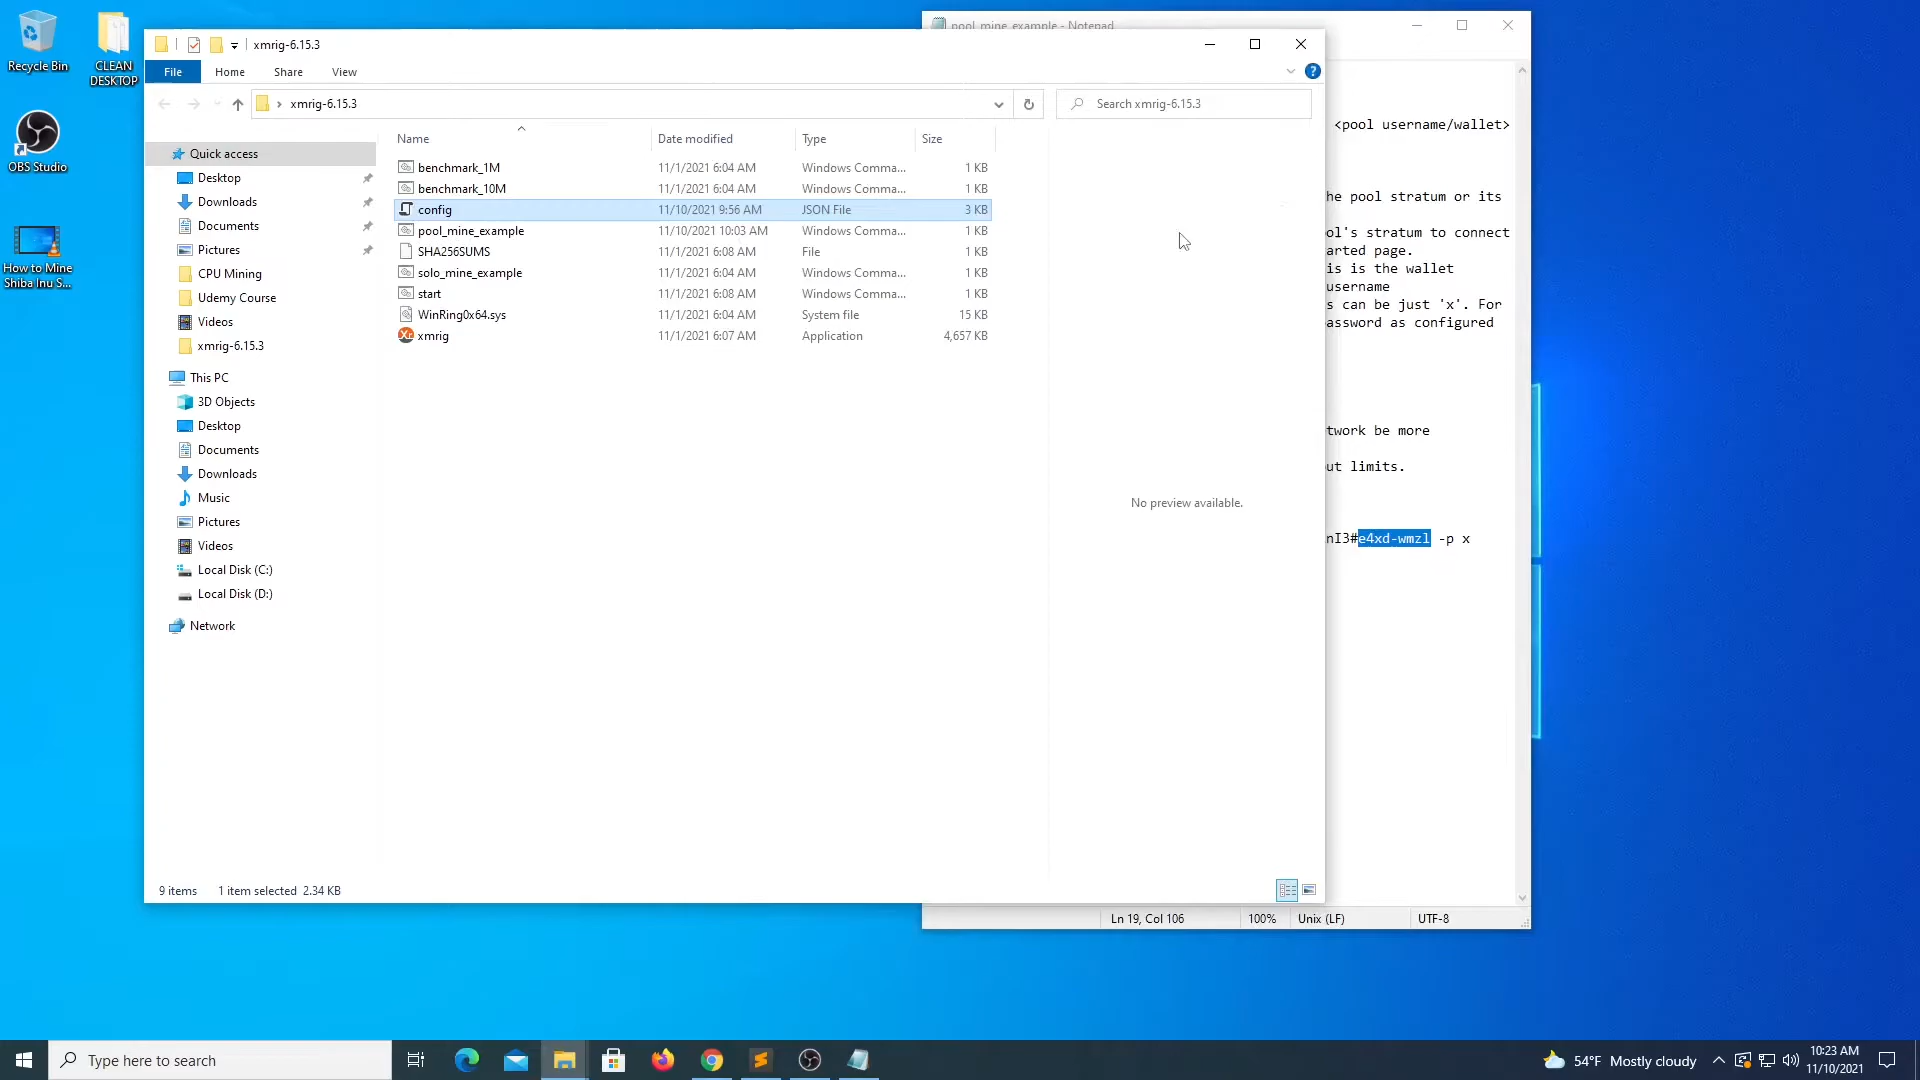 Recycle Bin
CLEAN
DESKTOP
OBS Studio
How to Mine
Shiba Inu S...
pool_mine_example - Notepad
xmrig-6.15.3
File Home Share View
xmrig-6.15.3
Search xmrig-6.15.3
Quick access
Desktop
Downloads
Documents
Pictures
CPU Mining
Udemy Course
Videos
xmrig-6.15.3
This PC
3D Objects
Desktop
Documents
Downloads
Music
Pictures
Videos
Local Disk (C:)
Local Disk (D:)
Network
Name Date modified Type Size
benchmark_1M 11/1/2021 6:04 AM Windows Comma... 1 KB
benchmark_10M 11/1/2021 6:04 AM Windows Comma... 1 KB
config 11/10/2021 9:56 AM JSON File 3 KB
pool_mine_example 11/10/2021 10:03 AM Windows Comma... 1 KB
SHA256SUMS 11/1/2021 6:08 AM File 1 KB
solo_mine_example 11/1/2021 6:04 AM Windows Comma... 1 KB
start 11/1/2021 6:08 AM Windows Comma... 1 KB
WinRing0x64.sys 11/1/2021 6:04 AM System file 15 KB
xmrig 11/1/2021 6:07 AM Application 4,657 KB
No preview available.
9 items 1 item selected 2.34 KB
<pool username/wallet>
he pool stratum or its
ol's stratum to connect
arted page.
is is the wallet
username
s can be just 'x'. For
assword as configured
twork be more
ut limits.
nI3#e4xd-wmzl -p x
Ln 19, Col 106 100% Unix (LF) UTF-8
Type here to search
54°F Mostly cloudy
10:23 AM
11/10/2021